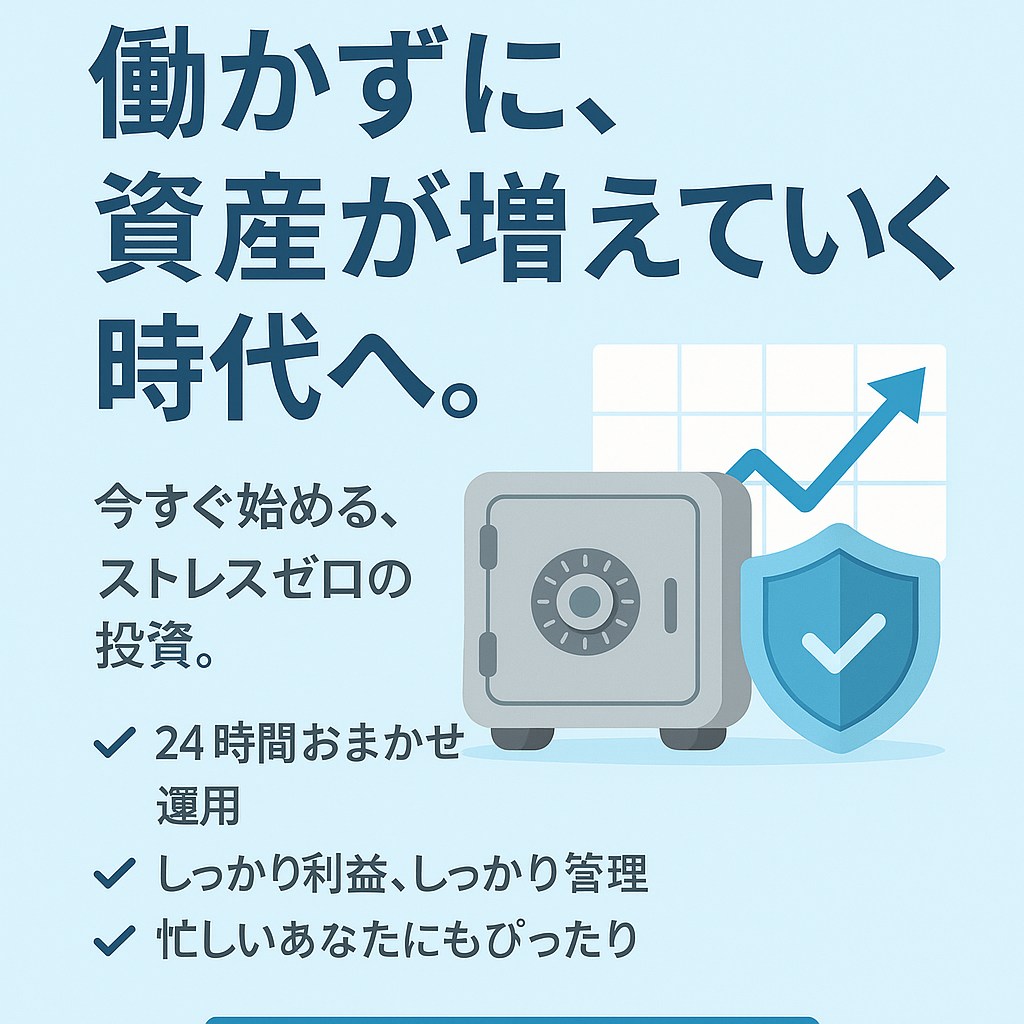 働かずに、
資産が増えていく
時代へ。
今すぐ始める、
ストレスゼロの
投資。
24時間おまかせ
運用
しっかり利益、しっかり管理
忙しいあなたにもぴったり